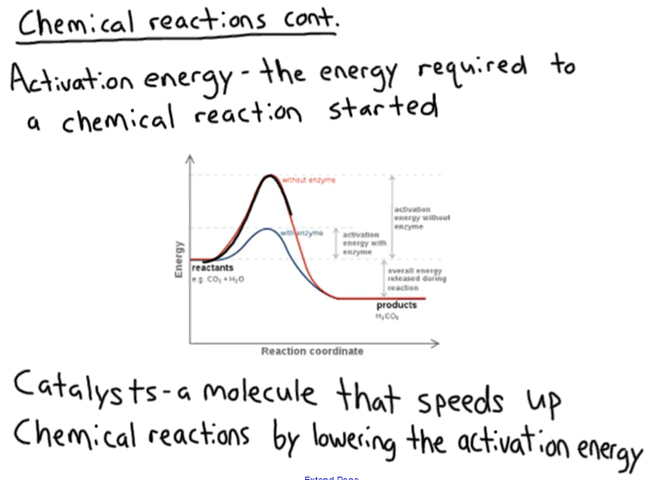 Chemical reactions cont.
Activation energy - the energy required to
a chemical reaction started
without enzyme
with enzyme
activation
energy without
enzyme
activation
energy with
enzyme
Energy
reactants
e.g. CO₂ + H₂O
overall energy
released during
reaction
products
H₂CO₃
Reaction coordinate
Catalysts - a molecule that speeds up
Chemical reactions by lowering the activation energy